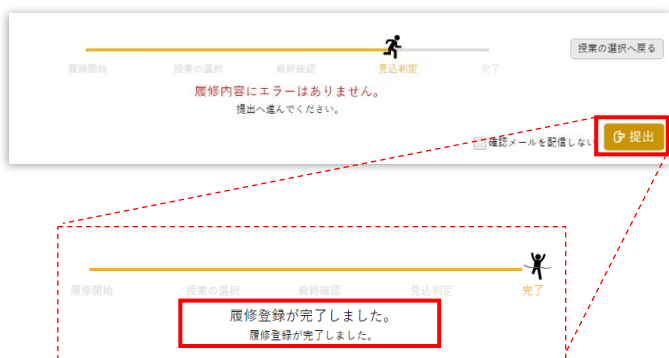 授業の選択へ戻る
履修開始 授業の選択 最終確認 見込判定 完了
履修内容にエラーはありません。
提出へ進んでください。
確認メールを配信しない 提出
履修開始 授業の選択 最終確認 見込判定 完了
履修登録が完了しました。
履修登録が完了しました。